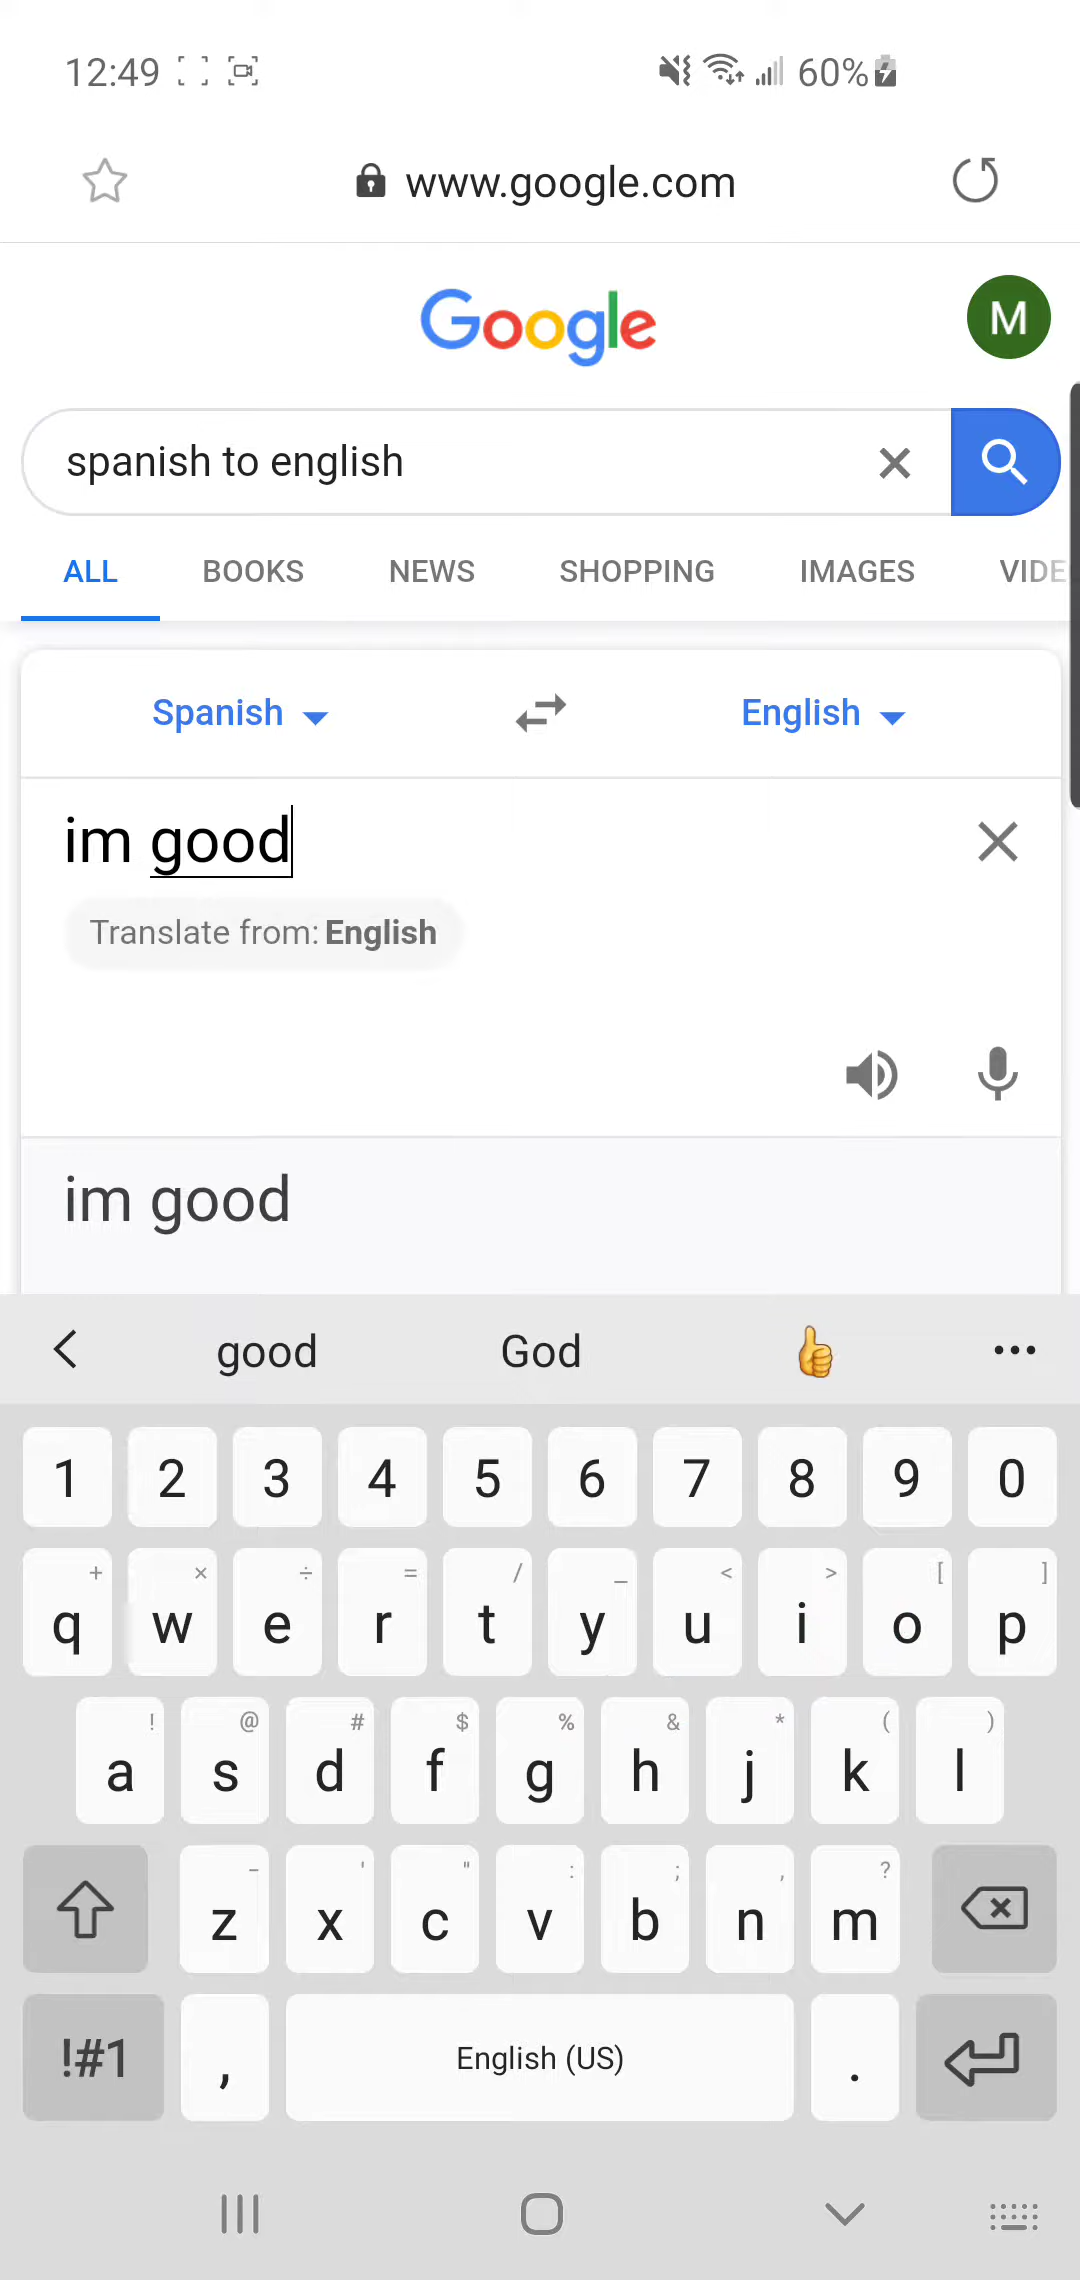 12:49 60%
www.google.com
Google M
spanish to english
ALL BOOKS NEWS SHOPPING IMAGES VIDE
Spanish English
im good
Translate from: English
im good
good God 👍 •••
1 2 3 4 5 6 7 8 9 0
+ × ÷ = / _ < > [ ]
q w e r t y u i o p
! @ # $ % & * ( )
a s d f g h j k l
- ' " : ; , ?
z x c v b n m
!#1 , English (US) .